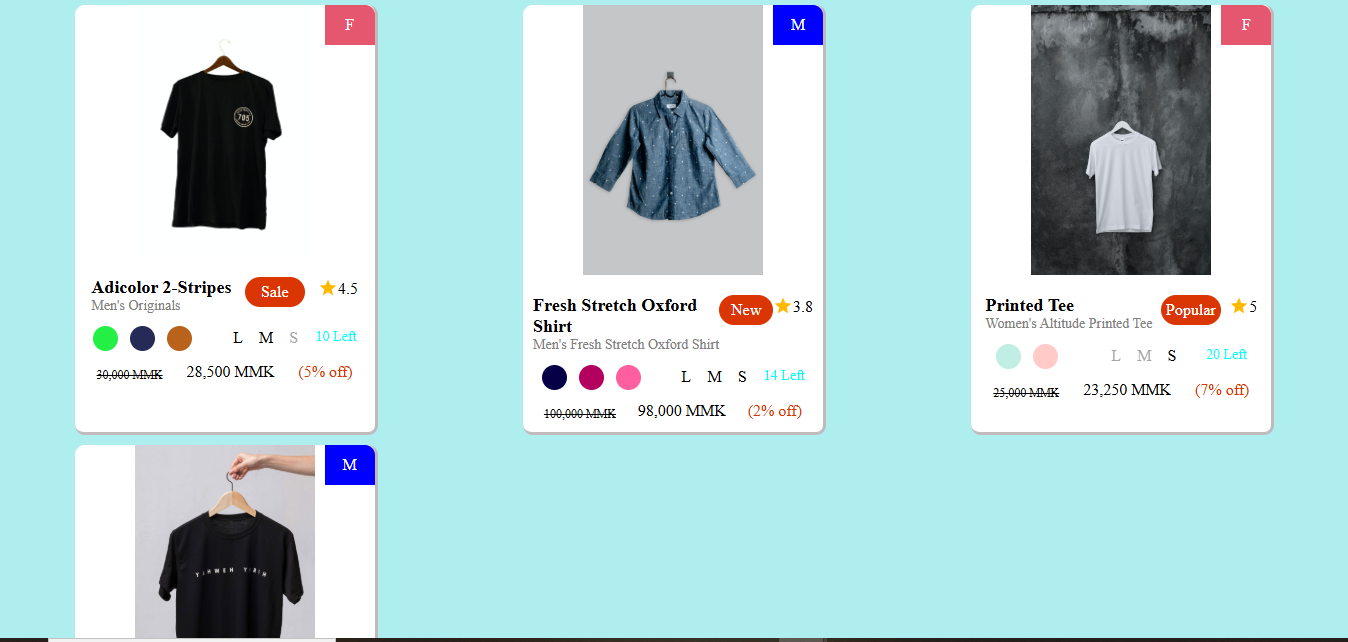 F
705
Adicolor 2-Stripes
Sale
4.5
Men's Originals
L M S 10 Left
30,000 MMK 28,500 MMK (5% off)
M
Fresh Stretch Oxford
Shirt
New
3.8
Men's Fresh Stretch Oxford Shirt
L M S 14 Left
100,000 MMK 98,000 MMK (2% off)
F
Printed Tee
Popular
5
Women's Altitude Printed Tee
L M S 20 Left
25,000 MMK 23,250 MMK (7% off)
M